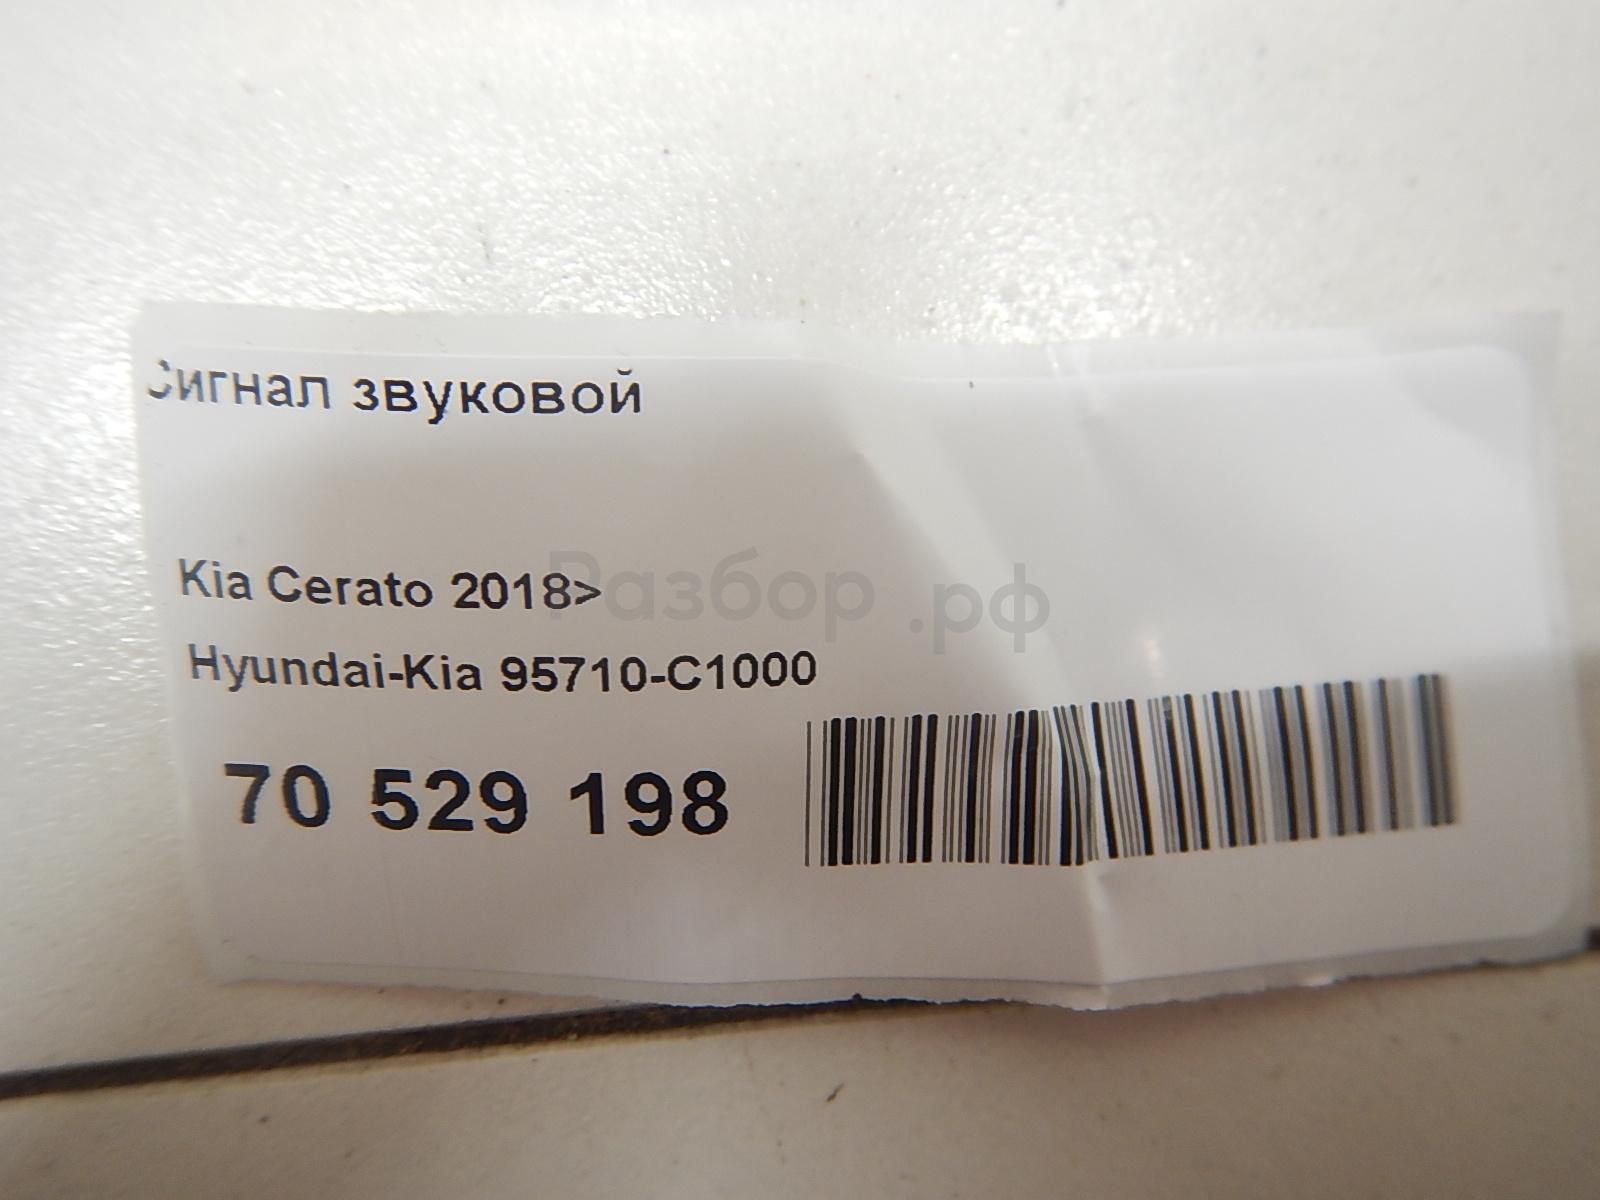 Сигнал звуковой
Kia Cerato 2018>
Разбор.рф
Hyundai-Kia 95710-C1000
70 529 198